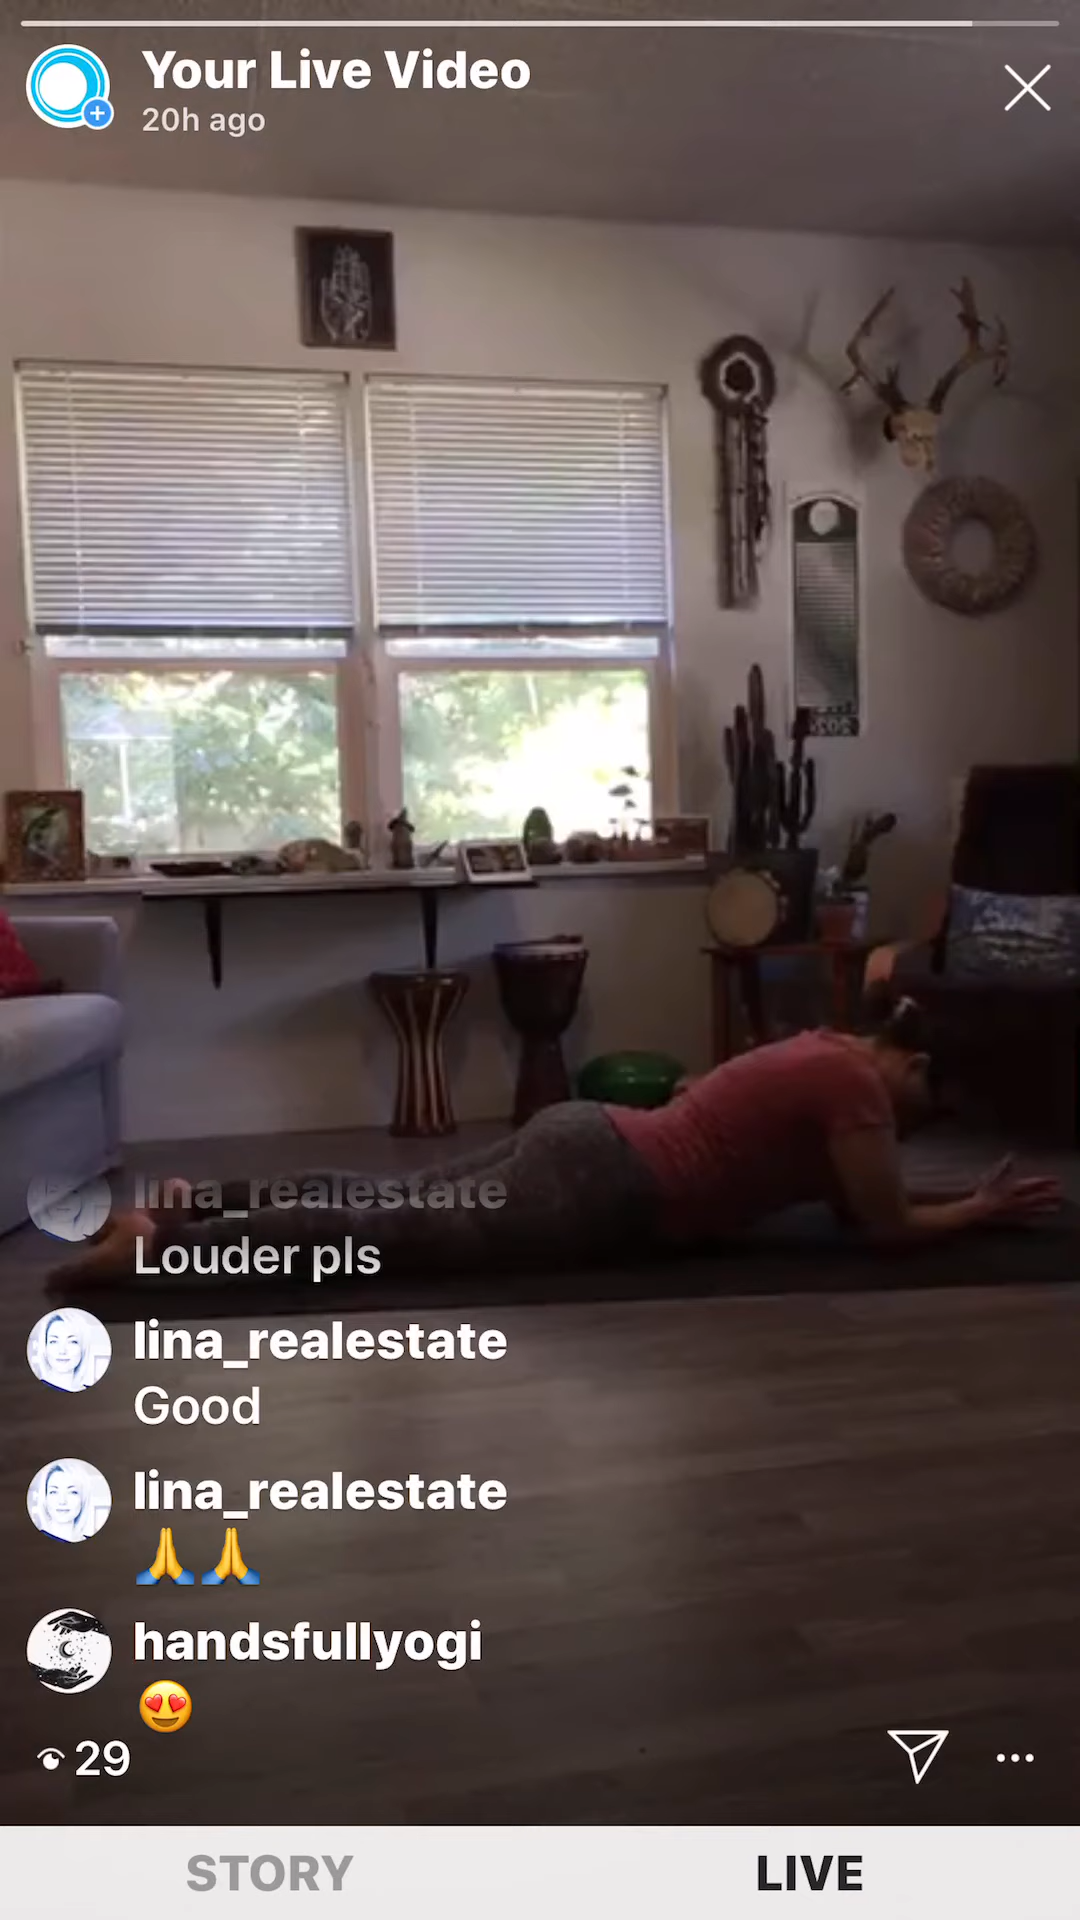 Your Live Video
20h ago
lina_realestate
Louder pls
lina_realestate
Good
lina_realestate
🙏🙏
handsfullyogi
😍
29
STORY
LIVE